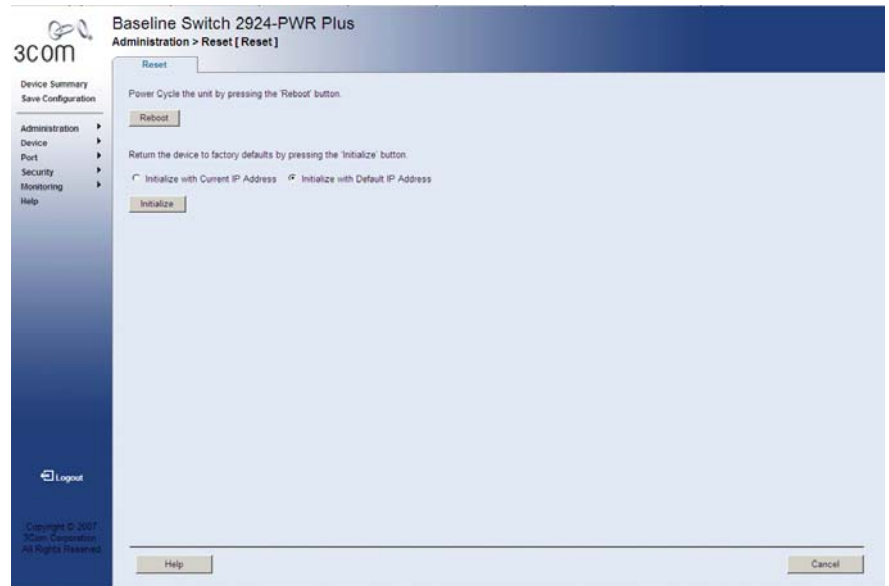 3COM
Baseline Switch 2924-PWR Plus
Administration > Reset [ Reset ]
Device Summary
Save Configuration
Administration
Device
Port
Security
Monitoring
Help
Logout
Copyright © 2007
3Com Corporation.
All Rights Reserved.
Reset
Power Cycle the unit by pressing the 'Reboot' button.
Reboot
Return the device to factory defaults by pressing the 'Initialize' button.
Initialize with Current IP Address Initialize with Default IP Address
Initialize
Help Cancel